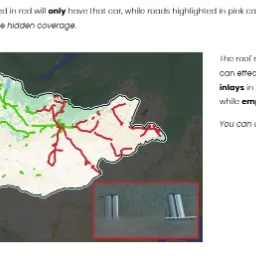 ed in red will only have that car, while roads highlighted in pink ca
e hidden coverage.
The roof r
can effec
inlays in
while emp
You can a